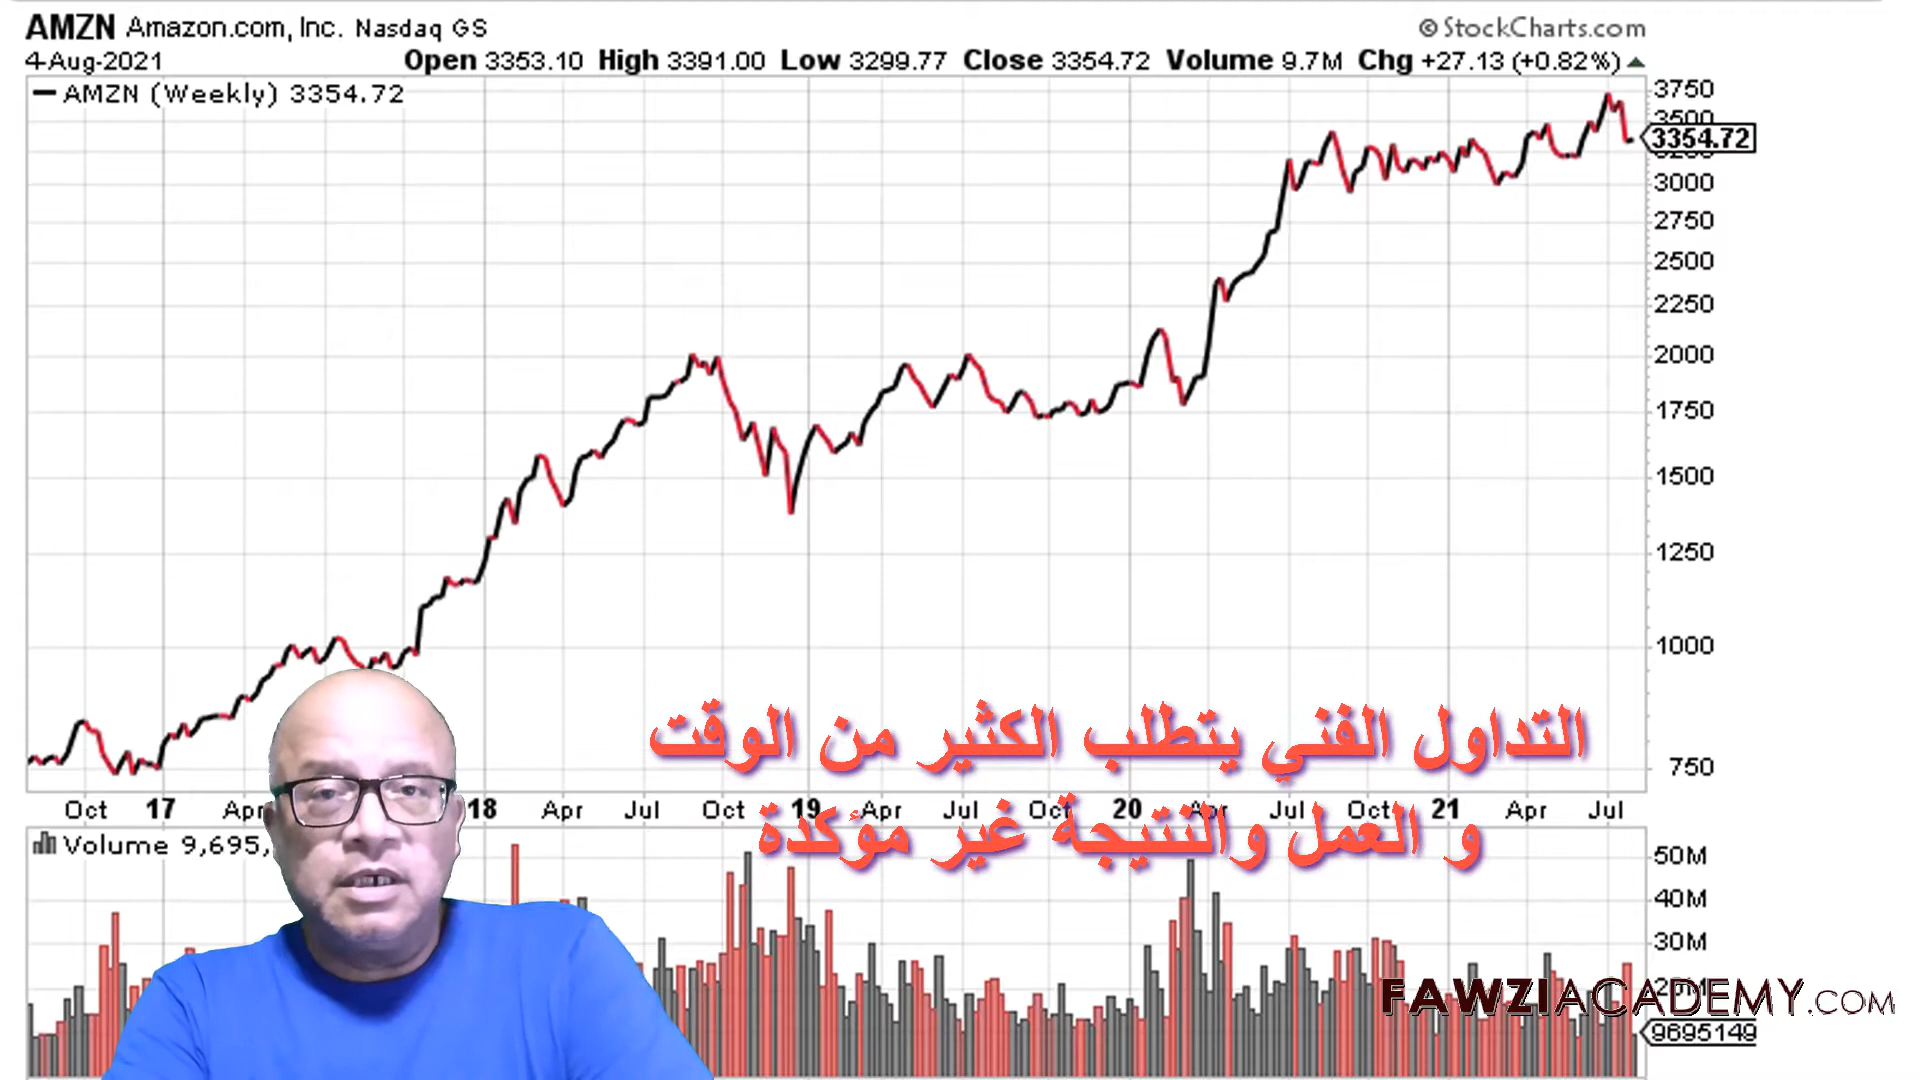 AMZN Amazon.com, Inc. Nasdaq GS
© StockCharts.com
4-Aug-2021
Open 3353.10 High 3391.00 Low 3299.77 Close 3354.72 Volume 9.7M Chg +27.13 (+0.82%)
AMZN (Weekly) 3354.72
3750
3500
3354.72
3000
2750
2500
2250
2000
1750
1500
1250
1000
750
التداول الفني يتطلب الكثير من الوقت
و العمل والنتيجة غير مؤكدة
Oct 17 Apr 18 Apr Jul Oct 19 Apr Jul Oct 20 Apr Jul Oct 21 Apr Jul
Volume 9,695,
50M
40M
30M
20M
FAWZIACADEMY.COM
9695149